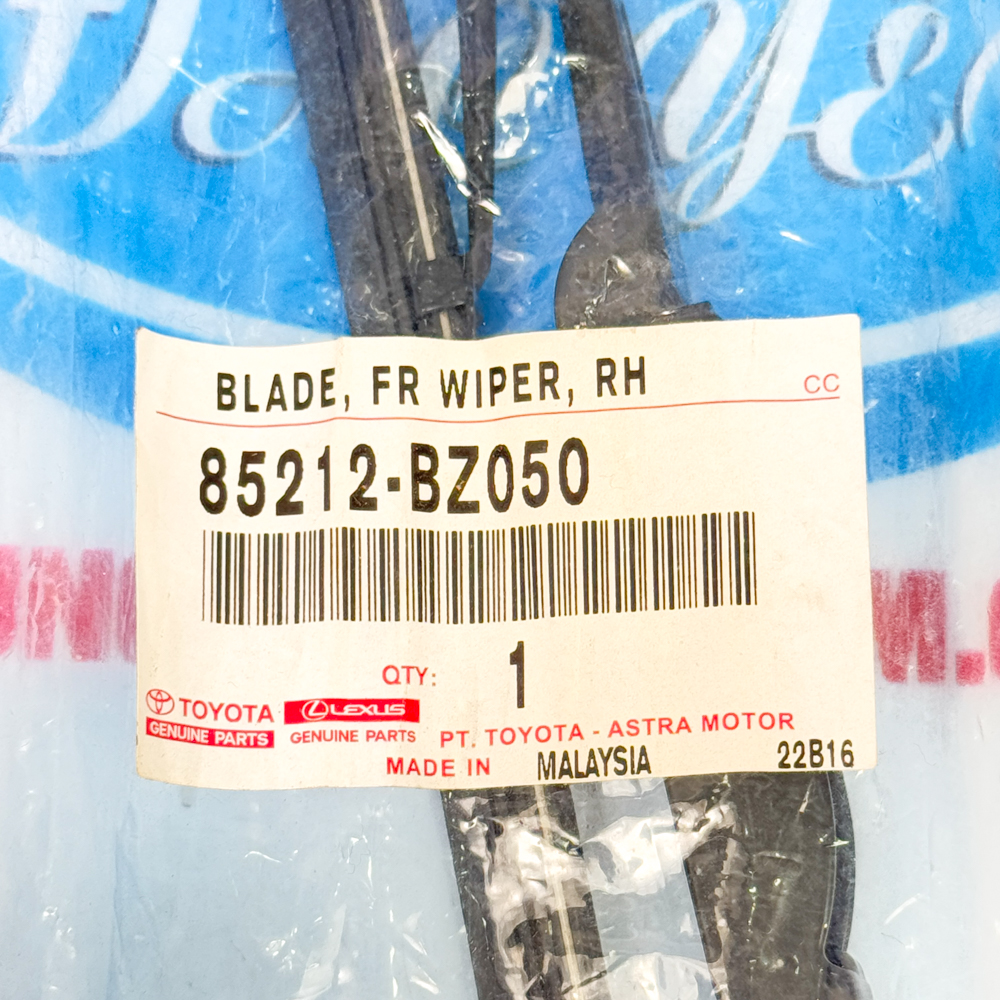 BLADE, FR WIPER, RH
CC
85212-BZ050
QTY: 1
TOYOTA
GENUINE PARTS
LEXUS
GENUINE PARTS
PT. TOYOTA - ASTRA MOTOR
MADE IN MALAYSIA
22B16